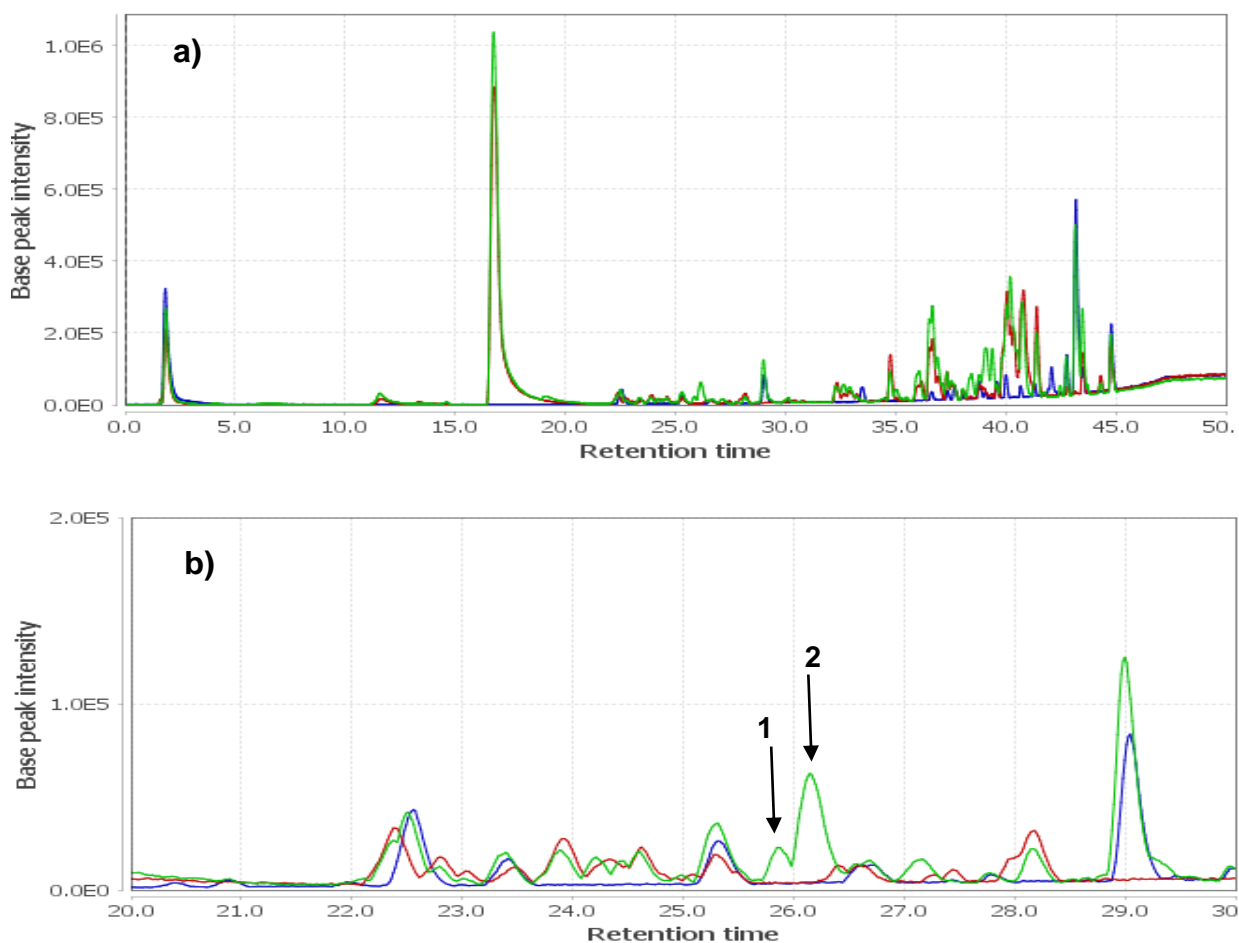 a)
1.0E6
8.0E5
6.0E5
4.0E5
2.0E5
0.0E0
Base peak intensity
0.0 5.0 10.0 15.0 20.0 25.0 30.0 35.0 40.0 45.0 50.
Retention time
b)
2.0E5
1.0E5
0.0E0
Base peak intensity
1
2
20.0 21.0 22.0 23.0 24.0 25.0 26.0 27.0 28.0 29.0 30
Retention time